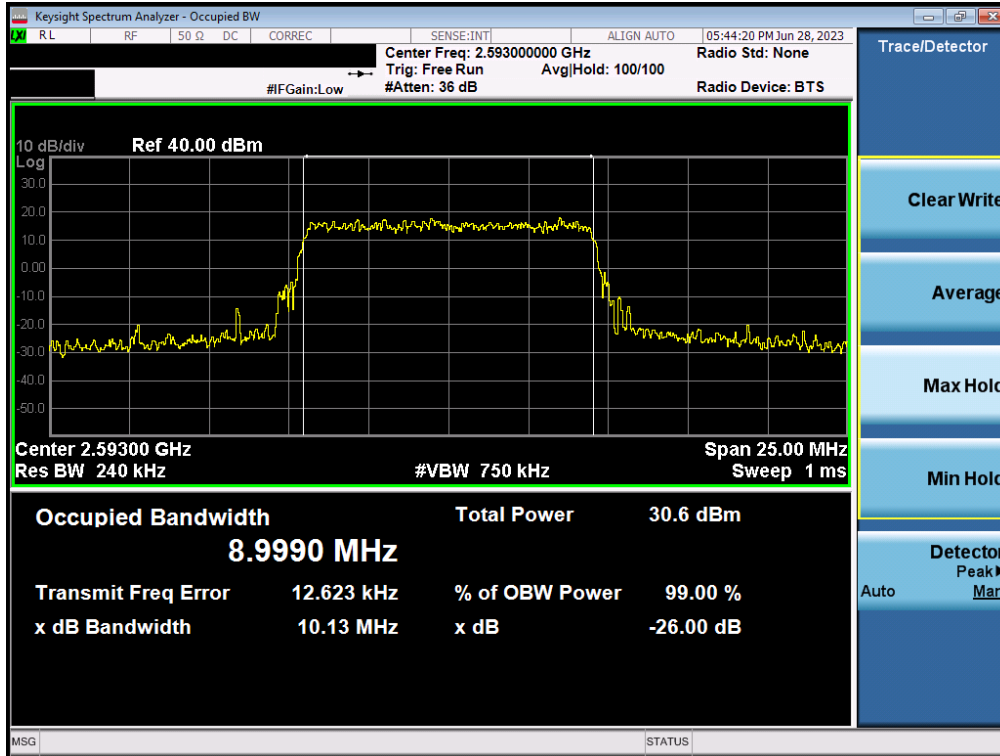 Keysight Spectrum Analyzer - Occupied BW
LXI RL RF 50 Ω DC CORREC SENSE:INT ALIGN AUTO 05:44:20 PM Jun 28, 2023
Center Freq: 2.593000000 GHz Radio Std: None
Trig: Free Run Avg|Hold: 100/100
#IFGain:Low #Atten: 36 dB Radio Device: BTS
Trace/Detector
10 dB/div Ref 40.00 dBm
Log
30.0
20.0
10.0
0.00
-10.0
-20.0
-30.0
-40.0
-50.0
Center 2.59300 GHz Span 25.00 MHz
Res BW 240 kHz #VBW 750 kHz Sweep 1 ms
Occupied Bandwidth Total Power 30.6 dBm
8.9990 MHz
Transmit Freq Error 12.623 kHz % of OBW Power 99.00 %
x dB Bandwidth 10.13 MHz x dB -26.00 dB
Clear Write
Average
Max Hold
Min Hold
Detector
Peak
Auto Man
MSG STATUS